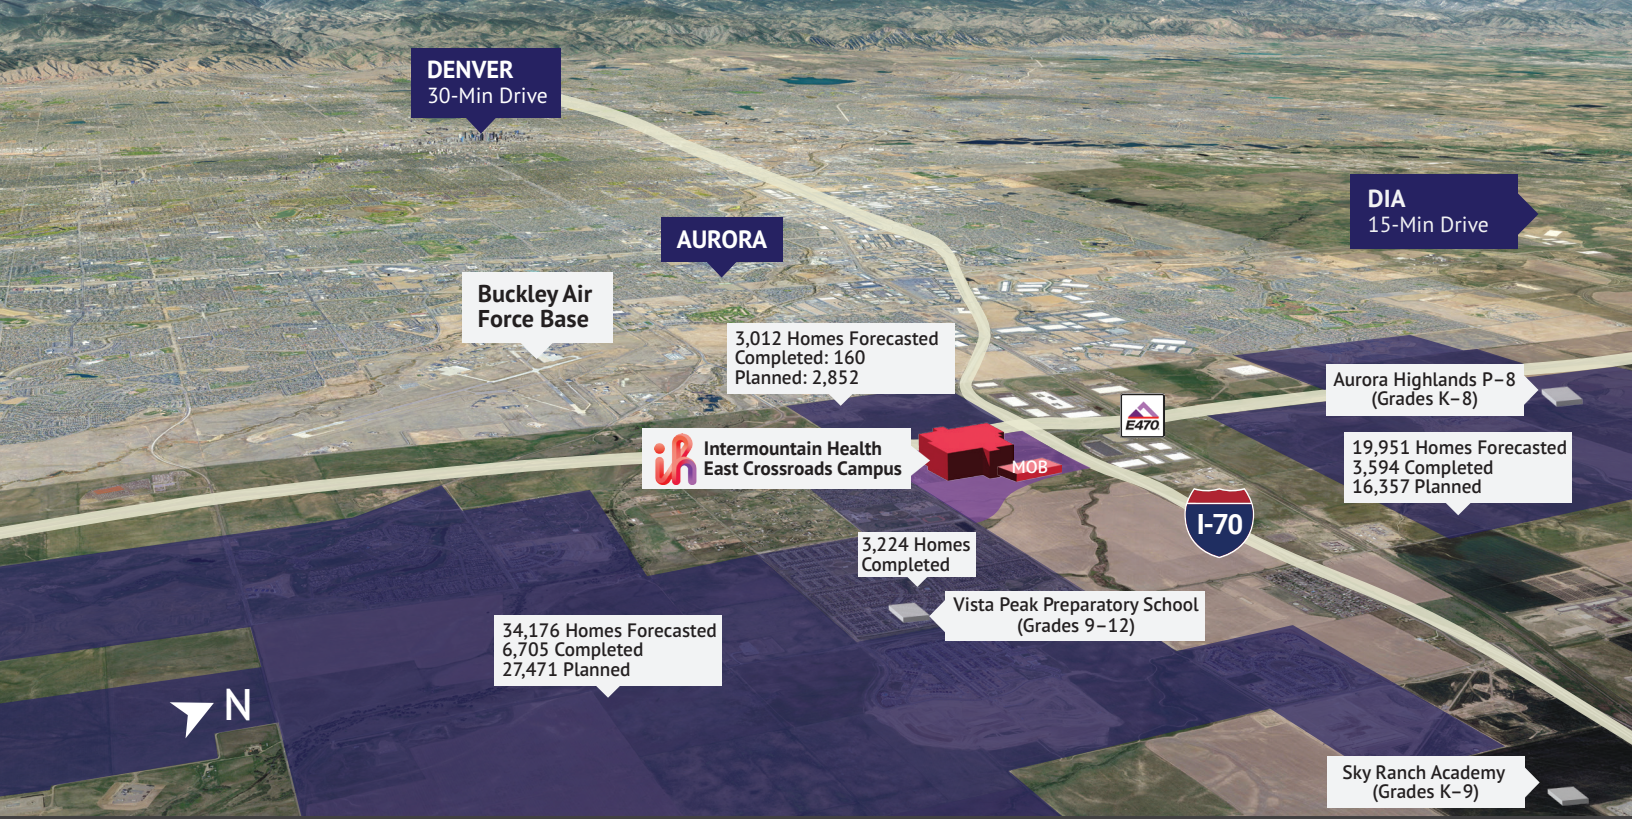 DENVER
30-Min Drive
DIA
15-Min Drive
AURORA
Buckley Air
Force Base
3,012 Homes Forecasted
Completed: 160
Planned: 2,852
Aurora Highlands P–8
(Grades K–8)
E470
19,951 Homes Forecasted
3,594 Completed
16,357 Planned
ih
Intermountain Health
East Crossroads Campus
MOB
I-70
3,224 Homes
Completed
Vista Peak Preparatory School
(Grades 9–12)
34,176 Homes Forecasted
6,705 Completed
27,471 Planned
N
Sky Ranch Academy
(Grades K–9)